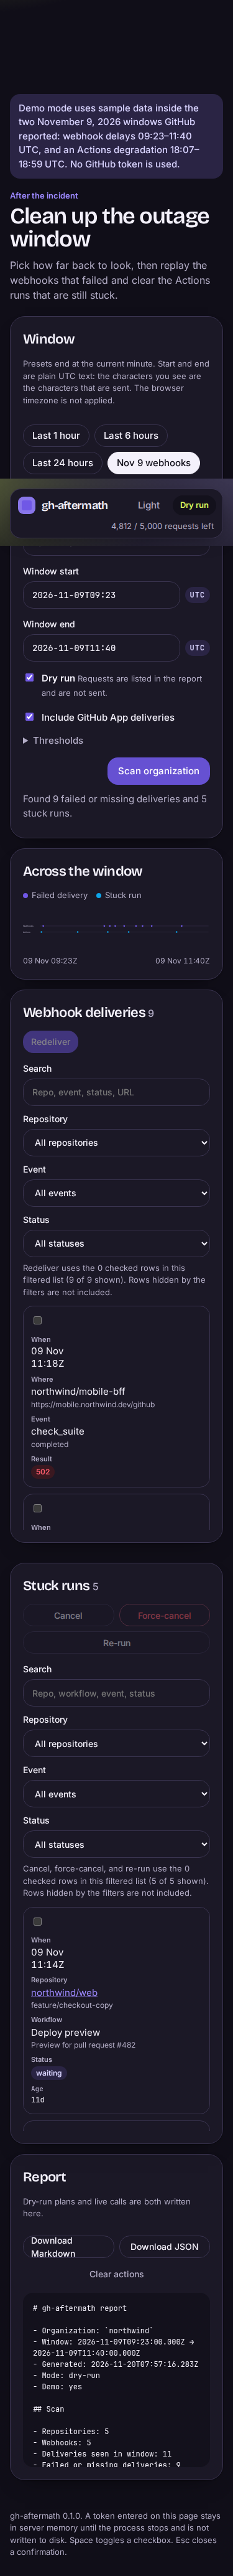 Demo mode uses sample data inside the
two November 9, 2026 windows GitHub
reported: webhook delays 09:23–11:40
UTC, and an Actions degradation 18:07–
18:59 UTC. No GitHub token is used.
After the incident
Clean up the outage
window
Pick how far back to look, then replay the
webhooks that failed and clear the Actions
runs that are still stuck.
Window
Presets end at the current minute. Start and end
are plain UTC text: the characters you see are
the characters that are sent. The browser
timezone is not applied.
Last 1 hour
Last 6 hours
Last 24 hours
Nov 9 webhooks
gh-aftermath
Light
Dry run
4,812 / 5,000 requests left
Window start
2026-11-09T09:23
UTC
Window end
2026-11-09T11:40
UTC
Dry run Requests are listed in the report
and are not sent.
Include GitHub App deliveries
Thresholds
Scan organization
Found 9 failed or missing deliveries and 5
stuck runs.
Across the window
Failed delivery
Stuck run
09 Nov 09:23Z
09 Nov 11:40Z
Webhook deliveries 9
Redeliver
Search
Repo, event, status, URL
Repository
All repositories
Event
All events
Status
All statuses
Redeliver uses the 0 checked rows in this
filtered list (9 of 9 shown). Rows hidden by the
filters are not included.
When
09 Nov
11:18Z
Where
northwind/mobile-bff
https://mobile.northwind.dev/github
Event
check_suite
completed
Result
502
When
Stuck runs 5
Cancel
Force-cancel
Re-run
Search
Repo, workflow, event, status
Repository
All repositories
Event
All events
Status
All statuses
Cancel, force-cancel, and re-run use the 0
checked rows in this filtered list (5 of 5 shown).
Rows hidden by the filters are not included.
When
09 Nov
11:14Z
Repository
northwind/web
feature/checkout-copy
Workflow
Deploy preview
Preview for pull request #482
Status
waiting
Age
11d
Report
Dry-run plans and live calls are both written
here.
Download
Markdown
Download JSON
Clear actions
# gh-aftermath report
- Organization: `northwind`
- Window: 2026-11-09T09:23:00.000Z →
2026-11-09T11:40:00.000Z
- Generated: 2026-11-20T07:57:16.283Z
- Mode: dry-run
- Demo: yes
## Scan
- Repositories: 5
- Webhooks: 5
- Deliveries seen in window: 11
- Failed or missing deliveries: 9
gh-aftermath 0.1.0. A token entered on this page stays
in server memory until the process stops and is not
written to disk. Space toggles a checkbox. Esc closes
a confirmation.